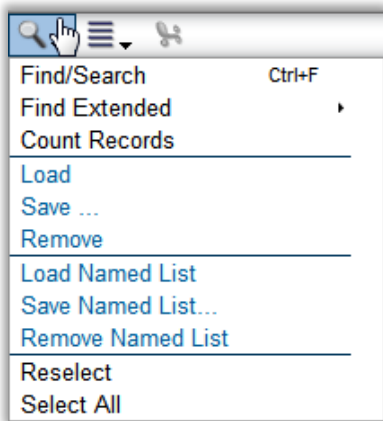 Find/Search Ctrl+F
Find Extended
Count Records
Load
Save ...
Remove
Load Named List
Save Named List...
Remove Named List
Reselect
Select All